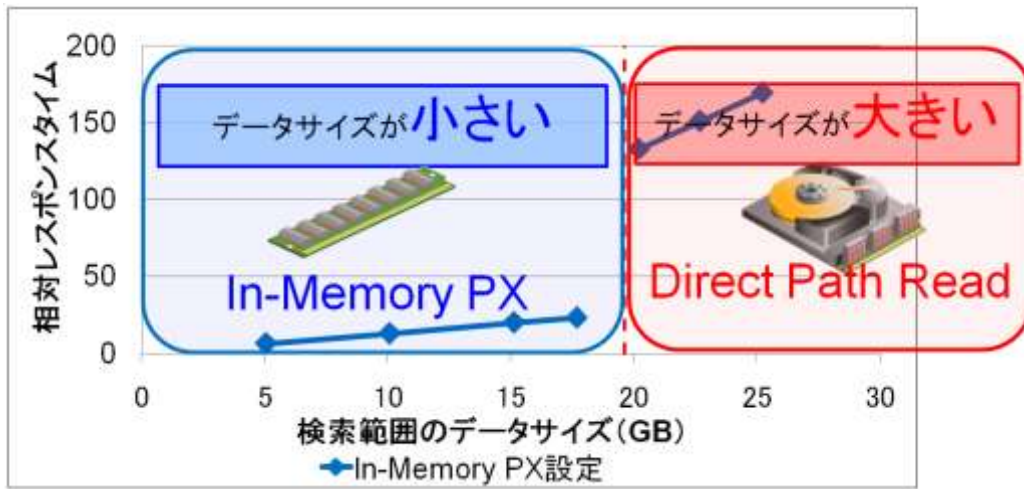 200
150
100
50
0
相対レスポンスタイム
データサイズが小さい
データサイズが大きい
In-Memory PX
Direct Path Read
0 5 10 15 20 25 30
検索範囲のデータサイズ(GB)
In-Memory PX設定